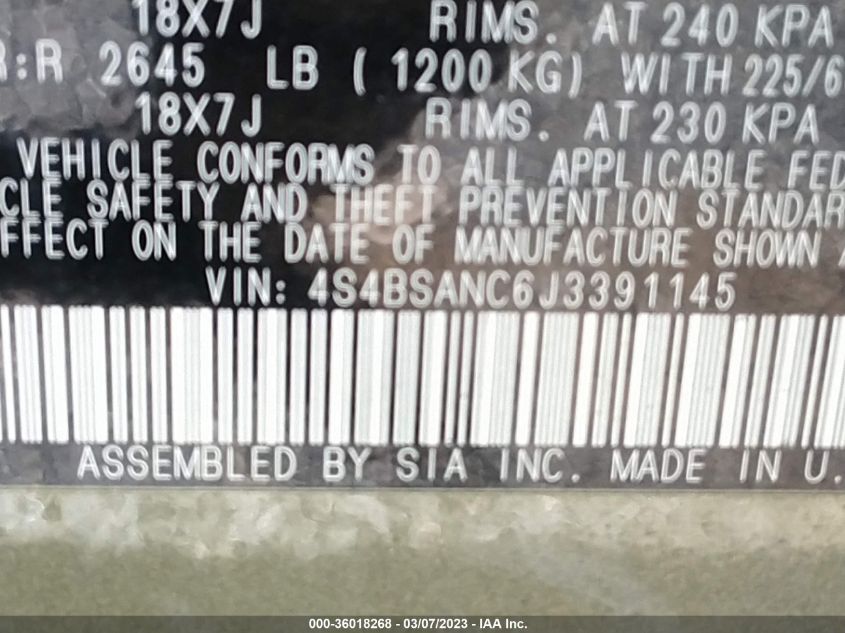 18X7J RIMS. AT 240 KPA
R:R 2645 LB ( 1200 KG) WITH 225/6
18X7J RIMS. AT 230 KPA
VEHICLE CONFORMS TO ALL APPLICABLE FED
CLE SAFETY AND THEFT PREVENTION STANDAR
FFECT ON THE DATE OF MANUFACTURE SHOWN A
VIN: 4S4BSANC6J3391145
ASSEMBLED BY SIA INC. MADE IN U.
000-36018268 - 03/07/2023 - IAA Inc.